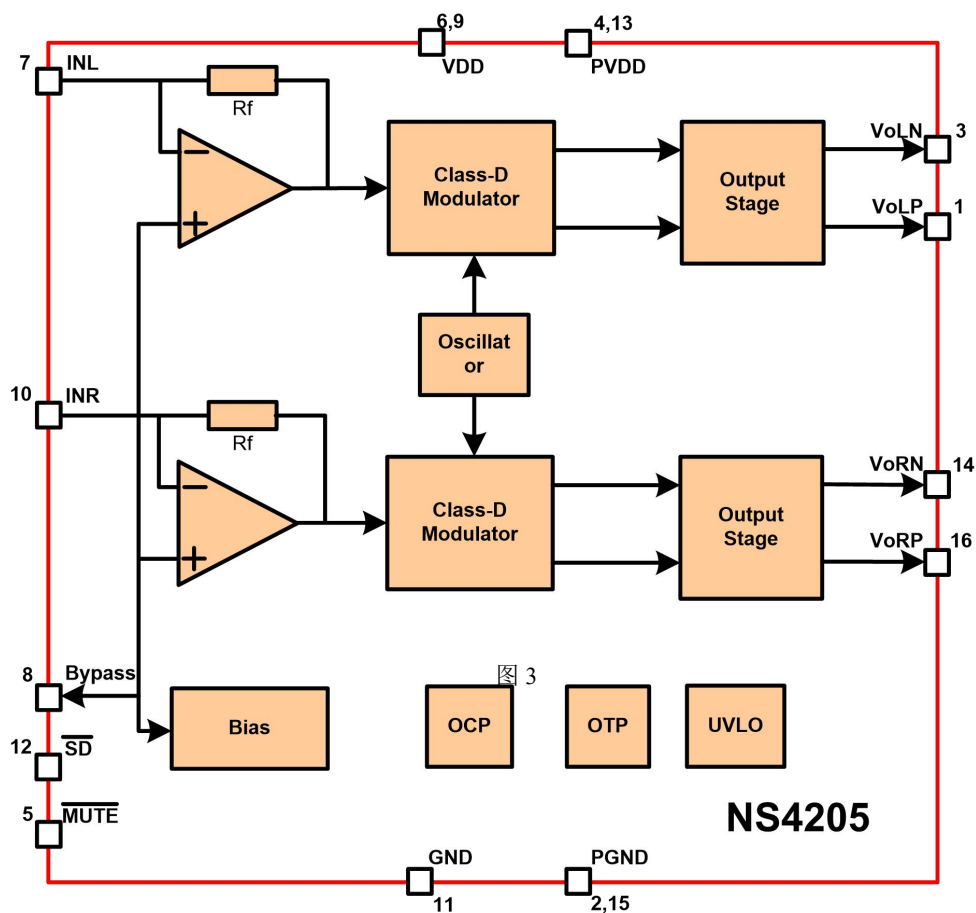 6,9
4,13
VDD
PVDD
7
INL
Rf
−
+
Class-D
Modulator
Output
Stage
VoLN
3
VoLP
1
Oscillat
or
10
INR
Rf
−
+
Class-D
Modulator
Output
Stage
VoRN
14
VoRP
16
8
Bypass
图 3
Bias
OCP
OTP
UVLO
12
SD
5
MUTE
NS4205
GND
PGND
11
2,15